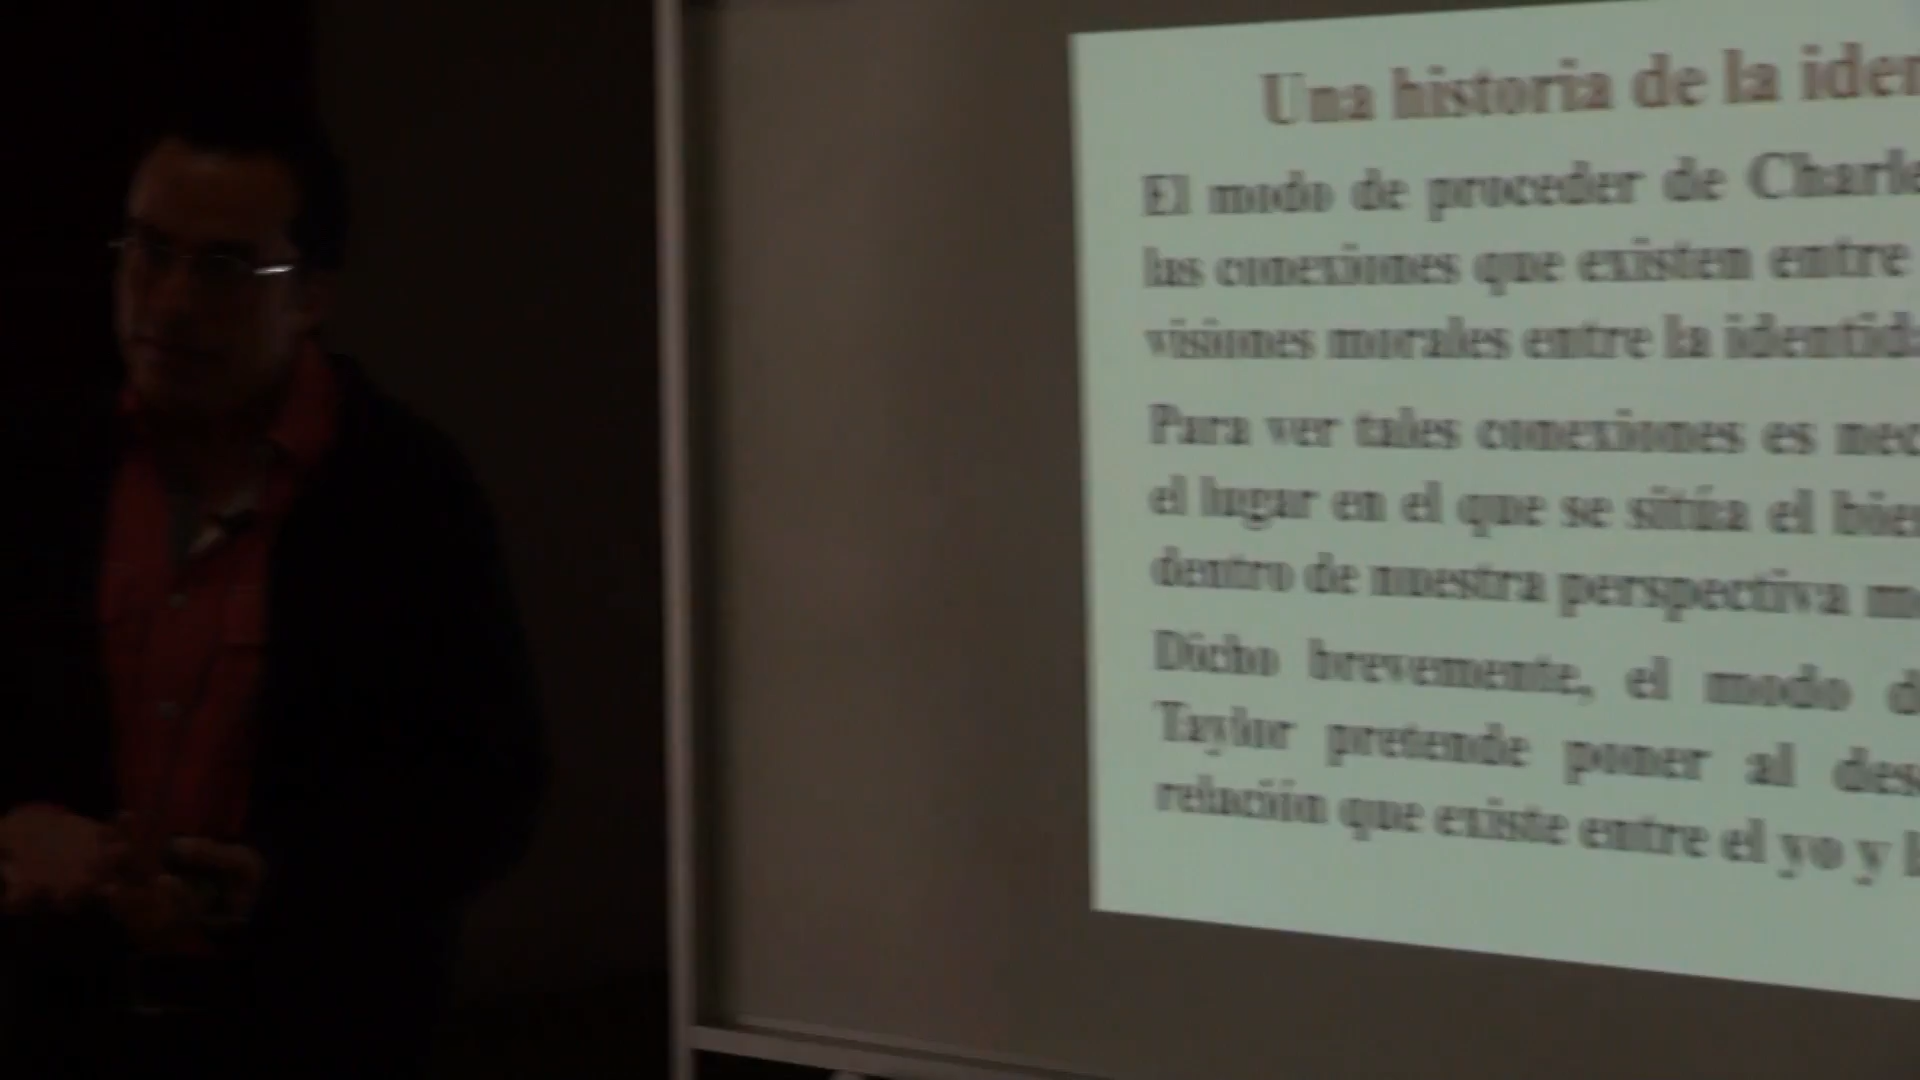 Una historia de la iden
El modo de proceder de Charle
las conexiones que existen entre
visiones morales entre la identida
Para ver tales conexiones es nec
el lugar en el que se sitúa el bien
dentro de nuestra perspectiva m
Dicho brevemente, el modo d
Taylor pretende poner al des
relación que existe entre el yo y l